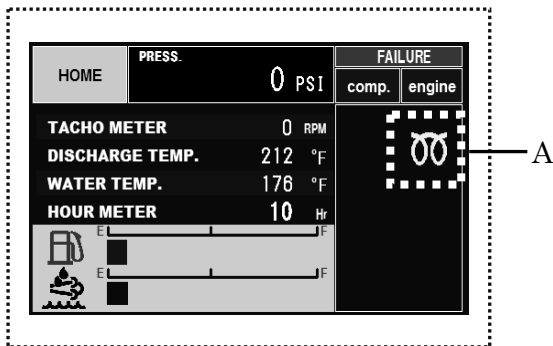 HOME
PRESS.
0 PSI
FAILURE
comp. engine
TACHO METER 0 RPM
DISCHARGE TEMP. 212 °F
WATER TEMP. 176 °F
HOUR METER 10 Hr
E F
E F
A